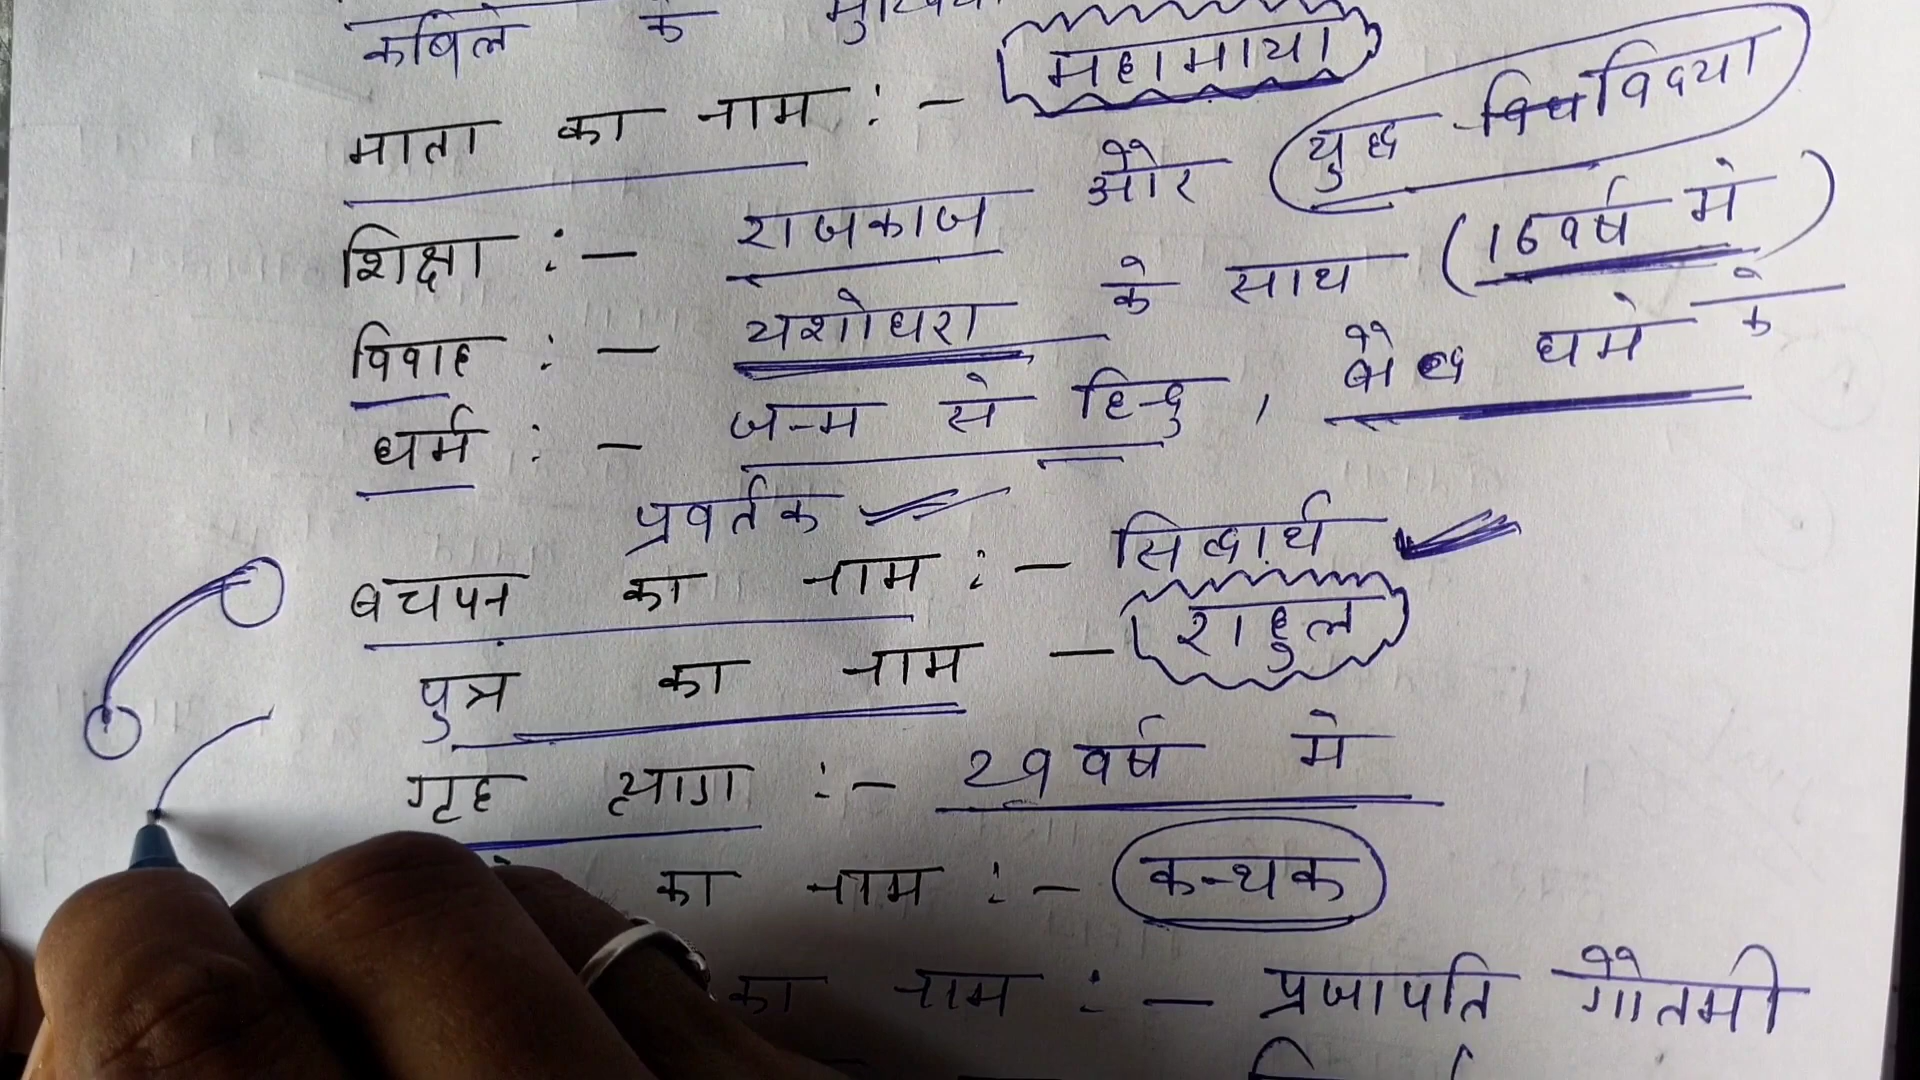 कबिले के
माता का नाम :- महामाया
शिक्षा :- राजकाज और युद्ध विद्या
विवाह :- यशोधरा के साथ (16 वर्ष मे)
धर्म :- जन्म से हिन्दु, बौद्ध धर्म के
प्रवर्तक
बचपन का नाम :- सिद्धार्थ
पुत्र का नाम - राहुल
गृह त्याग :- 29 वर्ष मे
का नाम :- कन्थक
का नाम :- प्रजापति गौतमी